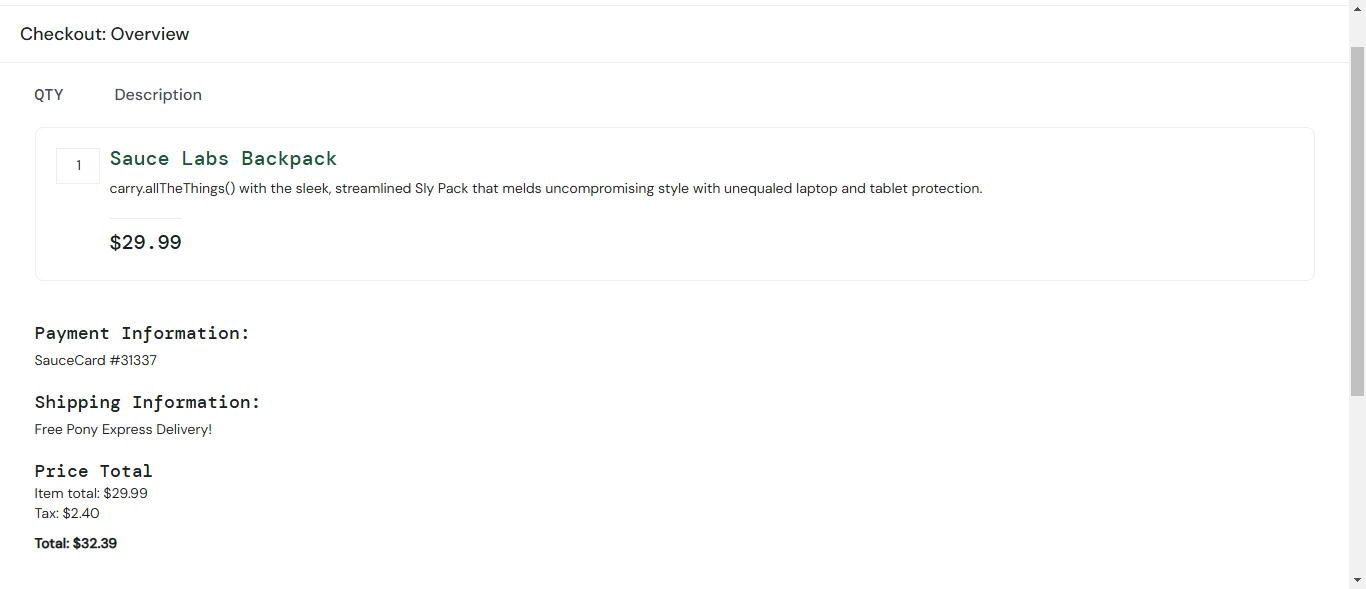 Checkout: Overview
QTY Description
1 Sauce Labs Backpack
carry.allTheThings() with the sleek, streamlined Sly Pack that melds uncompromising style with unequaled laptop and tablet protection.
$29.99
Payment Information:
SauceCard #31337
Shipping Information:
Free Pony Express Delivery!
Price Total
Item total: $29.99
Tax: $2.40
Total: $32.39